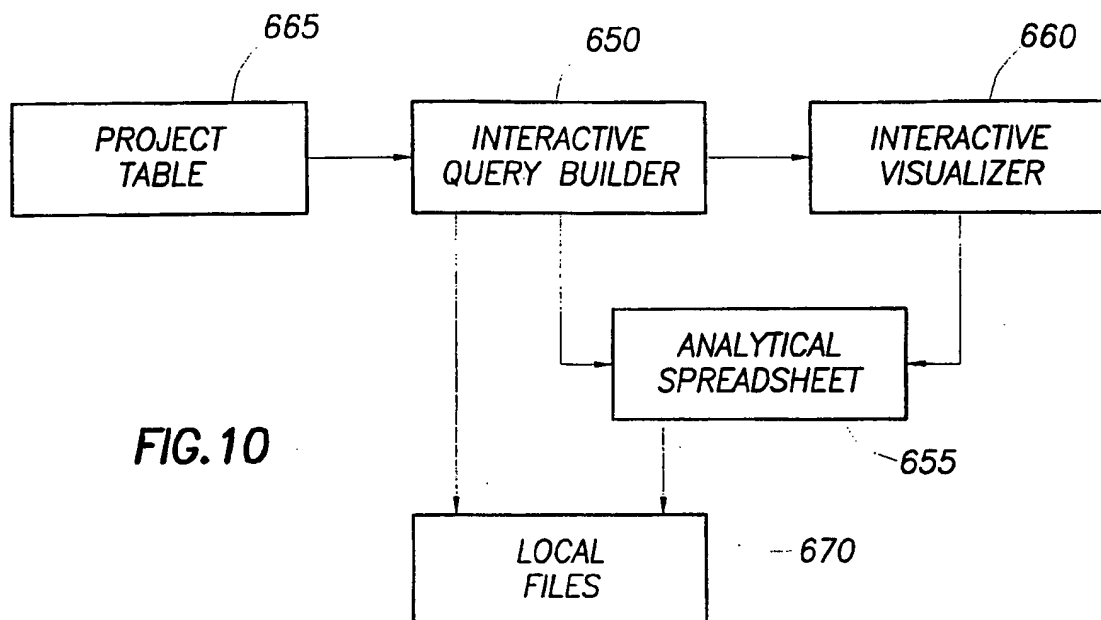 665
650
660
PROJECT
TABLE
INTERACTIVE
QUERY BUILDER
INTERACTIVE
VISUALIZER
ANALYTICAL
SPREADSHEET
655
FIG. 10
LOCAL
FILES
670